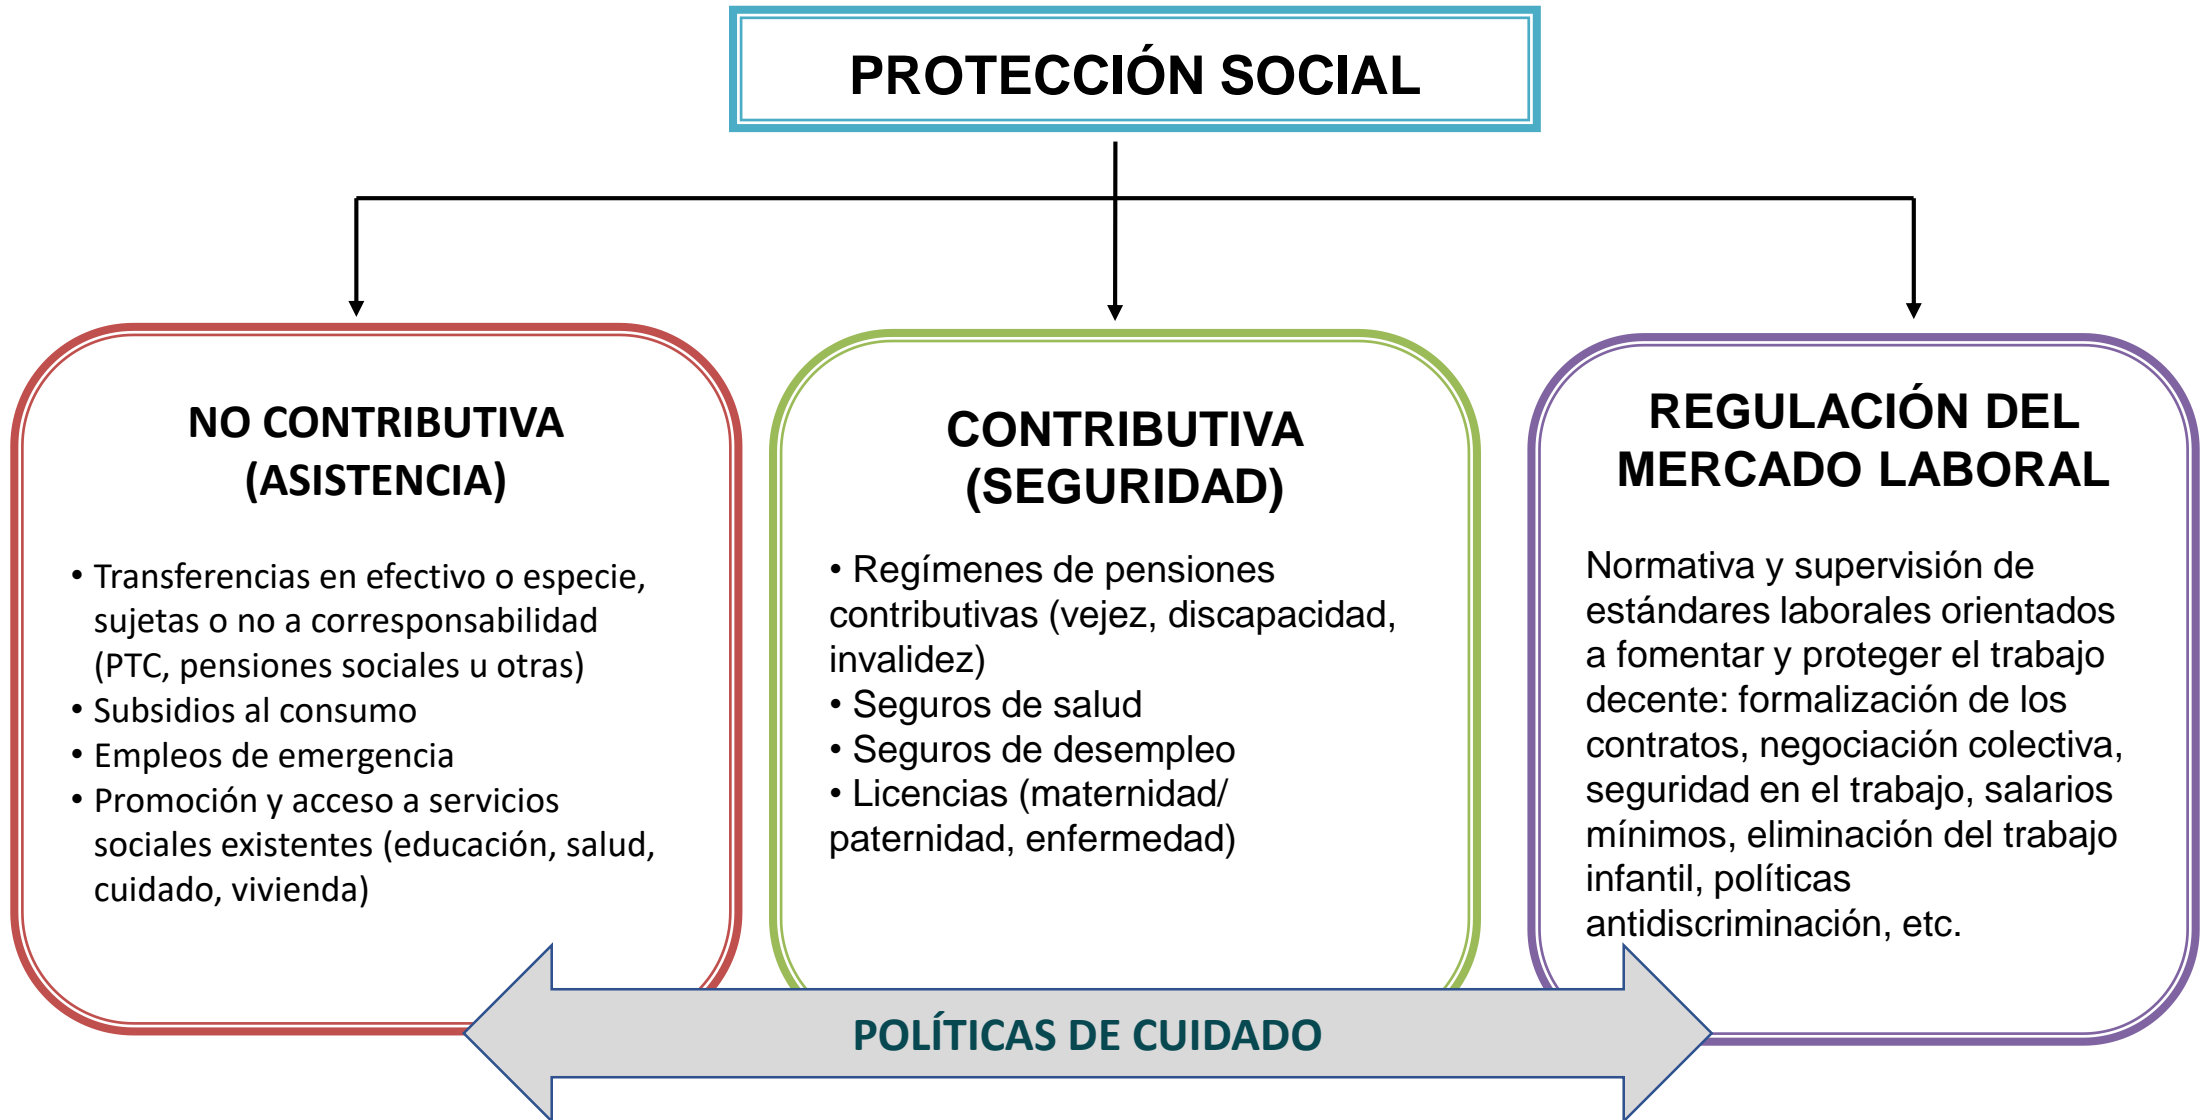 PROTECCIÓN SOCIAL
NO CONTRIBUTIVA
(ASISTENCIA)
• Transferencias en efectivo o especie,
sujetas o no a corresponsabilidad
(PTC, pensiones sociales u otras)
• Subsidios al consumo
• Empleos de emergencia
• Promoción y acceso a servicios
sociales existentes (educación, salud,
cuidado, vivienda)
CONTRIBUTIVA
(SEGURIDAD)
• Regímenes de pensiones
contributivas (vejez, discapacidad,
invalidez)
• Seguros de salud
• Seguros de desempleo
• Licencias (maternidad/
paternidad, enfermedad)
REGULACIÓN DEL
MERCADO LABORAL
Normativa y supervisión de
estándares laborales orientados
a fomentar y proteger el trabajo
decente: formalización de los
contratos, negociación colectiva,
seguridad en el trabajo, salarios
mínimos, eliminación del trabajo
infantil, políticas
antidiscriminación, etc.
POLÍTICAS DE CUIDADO